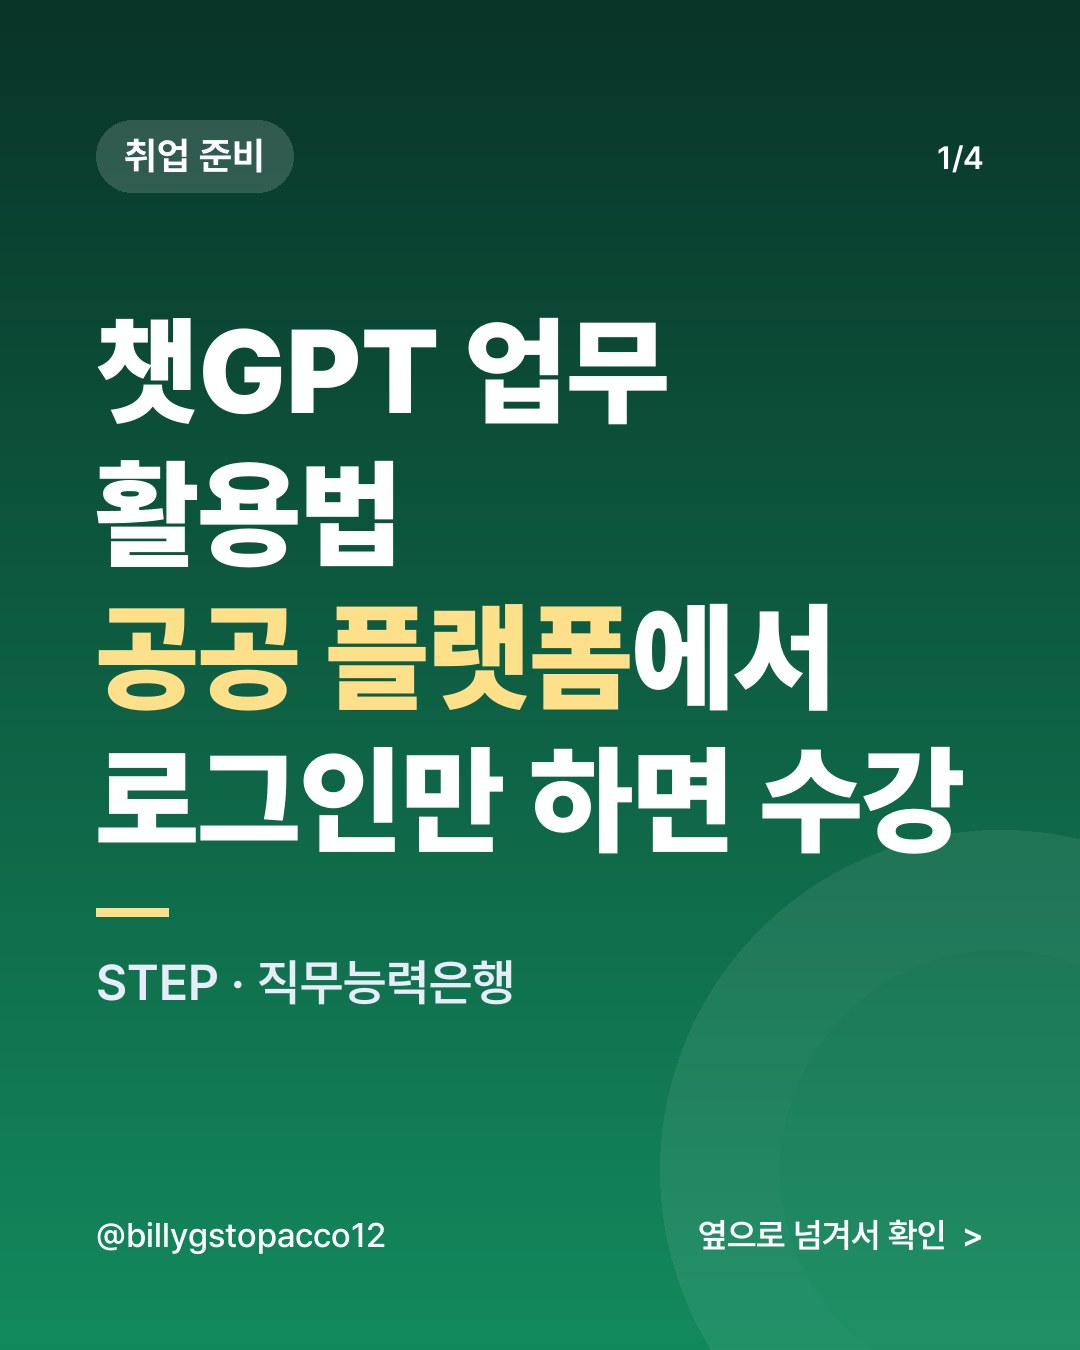 취업 준비
1/4
챗GPT 업무
활용법
공공 플랫폼에서
로그인만 하면 수강
STEP · 직무능력은행
@billygstopacco12
옆으로 넘겨서 확인 >